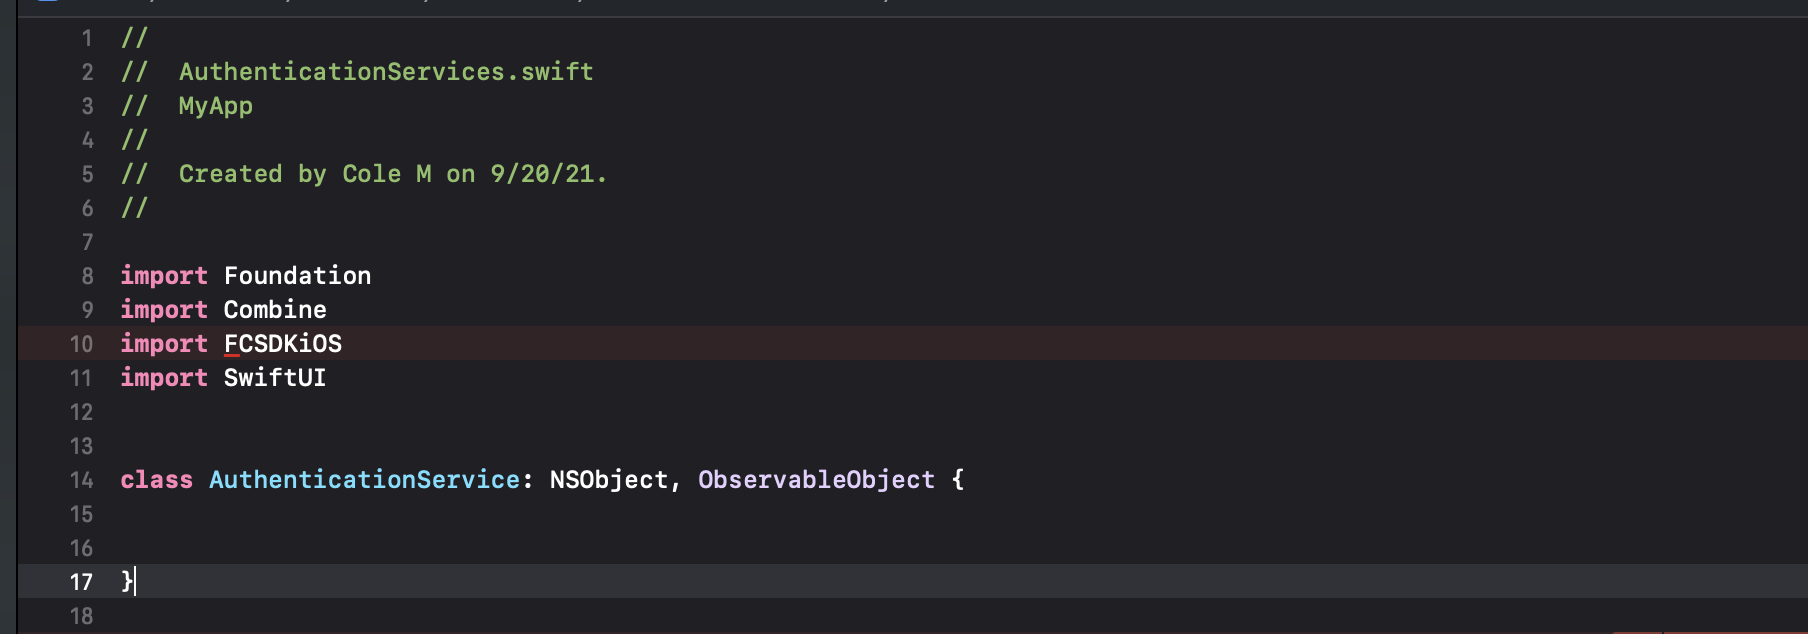 1 //
2 //  AuthenticationServices.swift
3 //  MyApp
4 //
5 //  Created by Cole M on 9/20/21.
6 //
7
8 import Foundation
9 import Combine
10 import FCSDKiOS
11 import SwiftUI
12
13
14 class AuthenticationService: NSObject, ObservableObject {
15
16
17 }
18